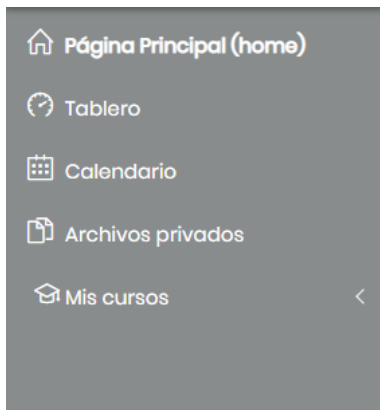 Página Principal (home)
Tablero
Calendario
Archivos privados
Mis cursos